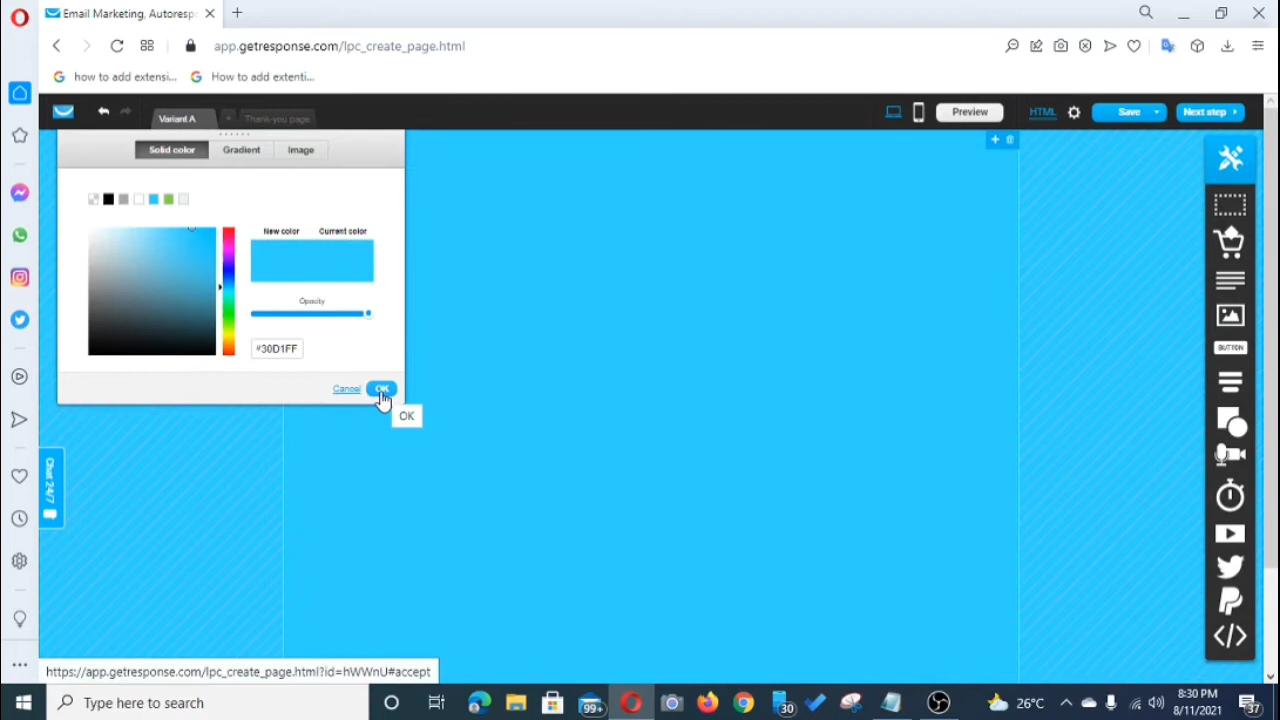 Email Marketing, Autoresp
app.getresponse.com/lpc_create_page.html
G how to add extensi...
G How to add extenti...
Variant A
+
Thank-you page
Preview
HTML
Save
Next step
Solid color
Gradient
Image
New color
Current color
Opacity
#30D1FF
Cancel
OK
OK
BUTTON
Chat 24/7
https://app.getresponse.com/lpc_create_page.html?id=hWWnU#accept
Type here to search
99+
30
26°C
8:30 PM
8/11/2021
37